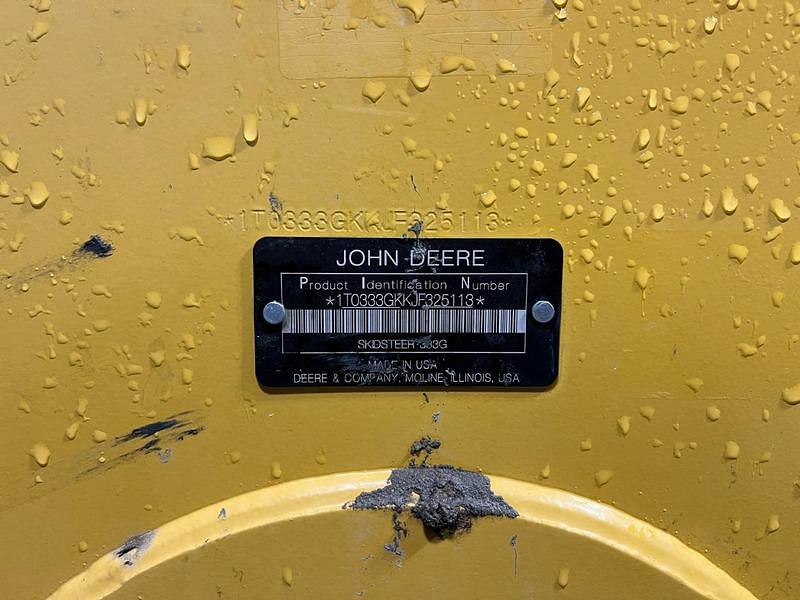 *1T0333GKKJF325113*
JOHN DEERE
Product Identification Number
*1T0333GKKJF325113*
SKIDSTEER 333G
MADE IN USA
DEERE & COMPANY, MOLINE, ILLINOIS, USA